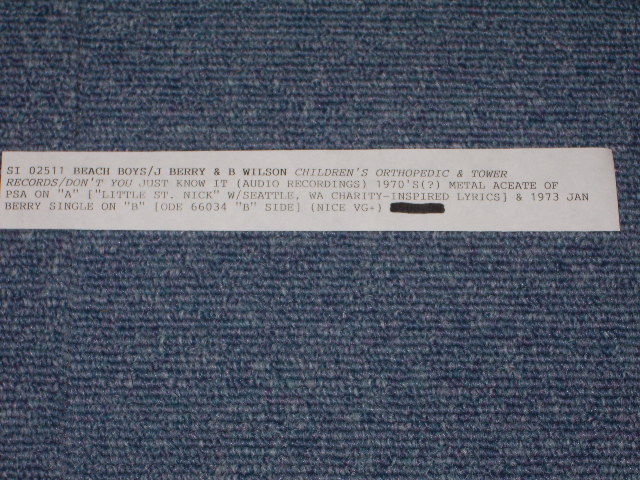 SI 02511 BEACH BOYS/J BERRY & B WILSON CHILDREN'S ORTHOPEDIC & TOWER
RECORDS/DON'T YOU JUST KNOW IT (AUDIO RECORDINGS) 1970'S(?) METAL ACEATE OF
PSA ON "A" ["LITTLE ST. NICK" W/SEATTLE, WA CHARITY-INSPIRED LYRICS] & 1973 JAN
BERRY SINGLE ON "B" [ODE 66034 "B" SIDE] (NICE VG+)